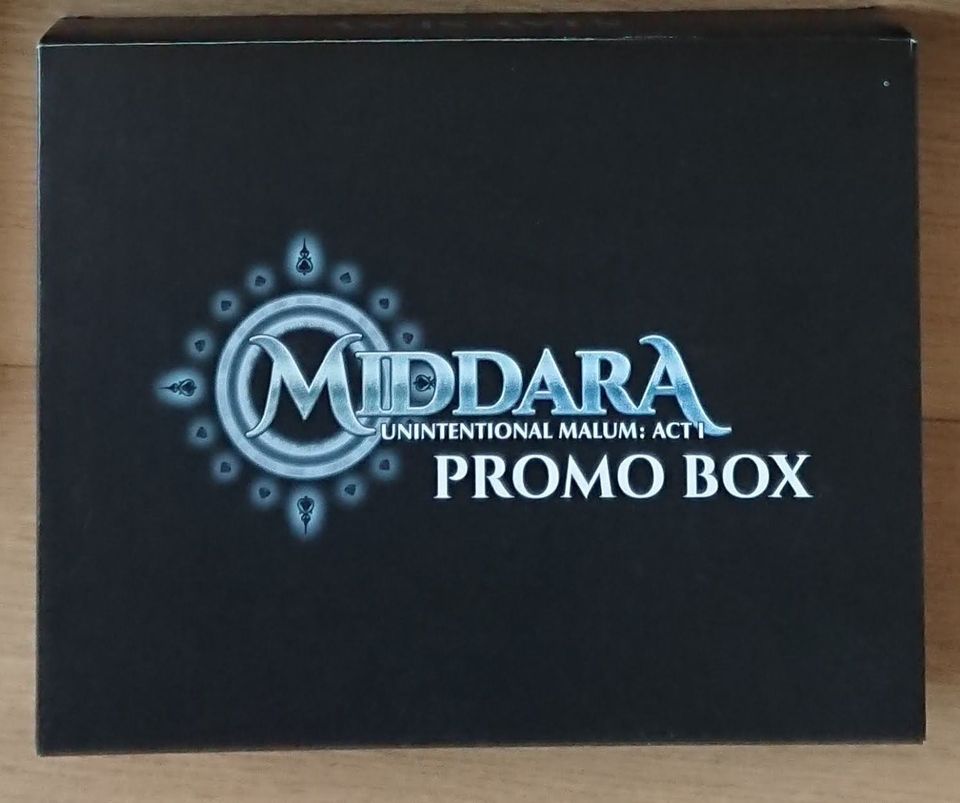 MIDDARA
UNINTENTIONAL MALUM: ACT I
PROMO BOX